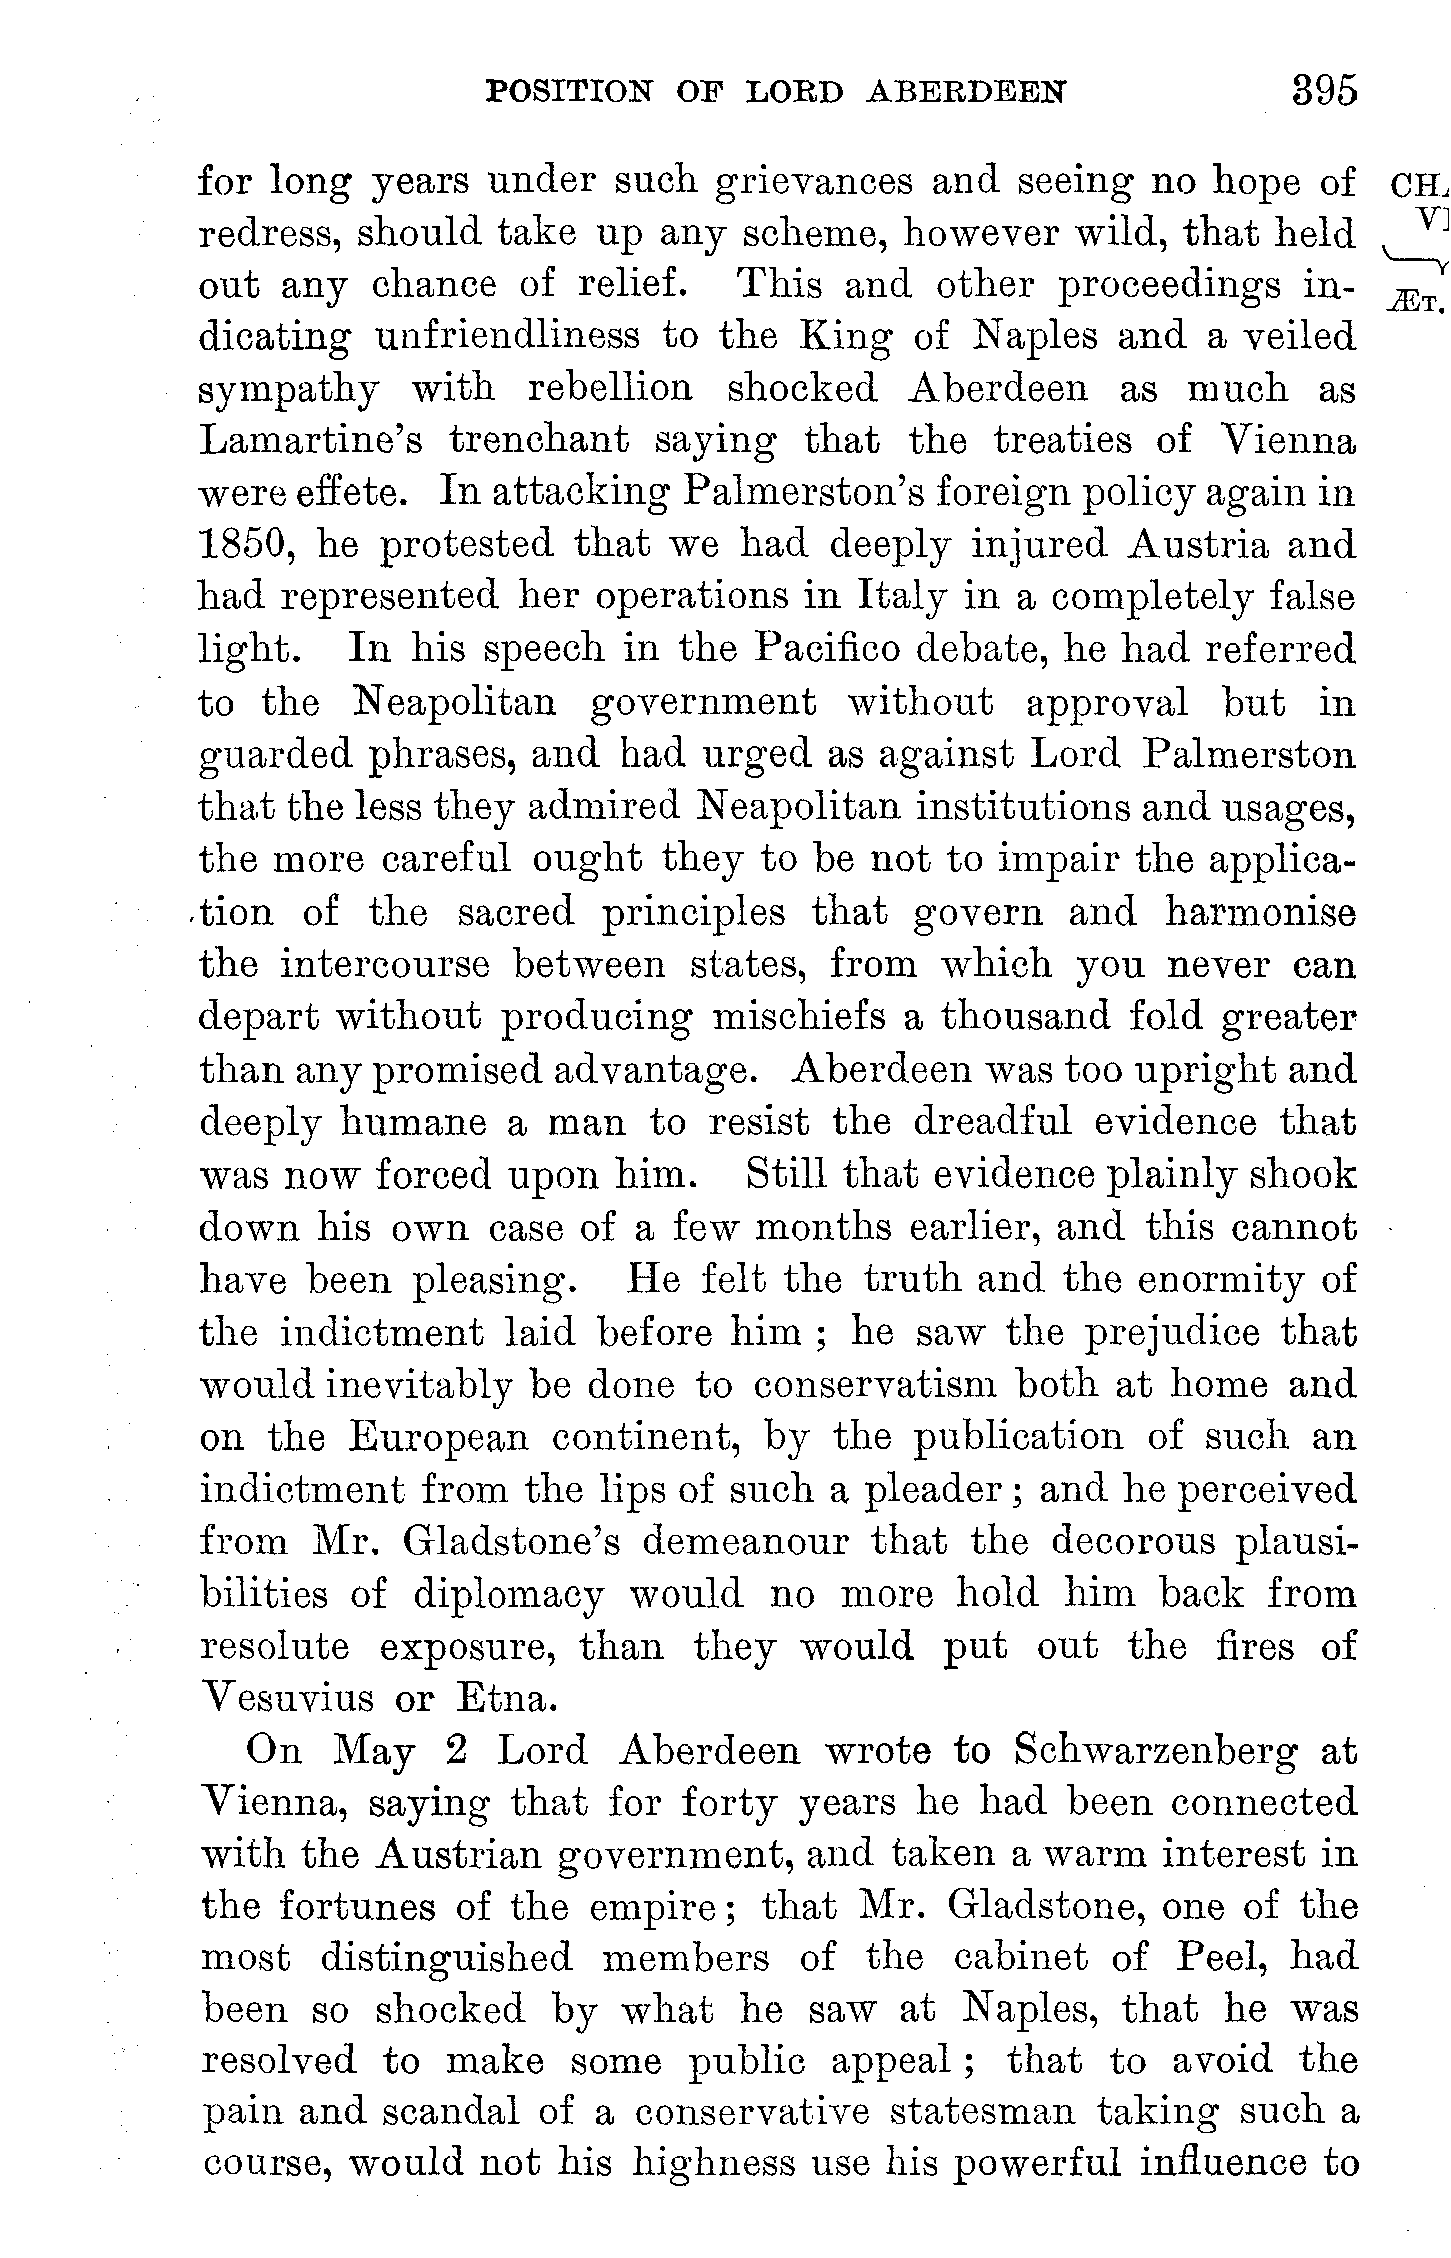 POSITION OF LORD ABERDEEN 395
for long years under such grievances and seeing no hope of
redress, should take up any scheme, however wild, that held
out any chance of relief. This and other proceedings in-
dicating unfriendliness to the King of Naples and a veiled
sympathy with rebellion shocked Aberdeen as much as
Lamartine's trenchant saying that the treaties of Vienna
were effete. In attacking Palmerston's foreign policy again in
1850, he protested that we had deeply injured Austria and
had represented her operations in Italy in a completely false
light. In his speech in the Pacifico debate, he had referred
to the Neapolitan government without approval but in
guarded phrases, and had urged as against Lord Palmerston
that the less they admired Neapolitan institutions and usages,
the more careful ought they to be not to impair the applica-
tion of the sacred principles that govern and harmonise
the intercourse between states, from which you never can
depart without producing mischiefs a thousand fold greater
than any promised advantage. Aberdeen was too upright and
deeply humane a man to resist the dreadful evidence that
was now forced upon him. Still that evidence plainly shook
down his own case of a few months earlier, and this cannot
have been pleasing. He felt the truth and the enormity of
the indictment laid before him ; he saw the prejudice that
would inevitably be done to conservatism both at home and
on the European continent, by the publication of such an
indictment from the lips of such a pleader ; and he perceived
from Mr. Gladstone's demeanour that the decorous plausi-
bilities of diplomacy would no more hold him back from
resolute exposure, than they would put out the fires of
Vesuvius or Etna.
On May 2 Lord Aberdeen wrote to Schwarzenberg at
Vienna, saying that for forty years he had been connected
with the Austrian government, and taken a warm interest in
the fortunes of the empire ; that Mr. Gladstone, one of the
most distinguished members of the cabinet of Peel, had
been so shocked by what he saw at Naples, that he was
resolved to make some public appeal ; that to avoid the
pain and scandal of a conservative statesman taking such a
course, would not his highness use his powerful influence to
ÆT.